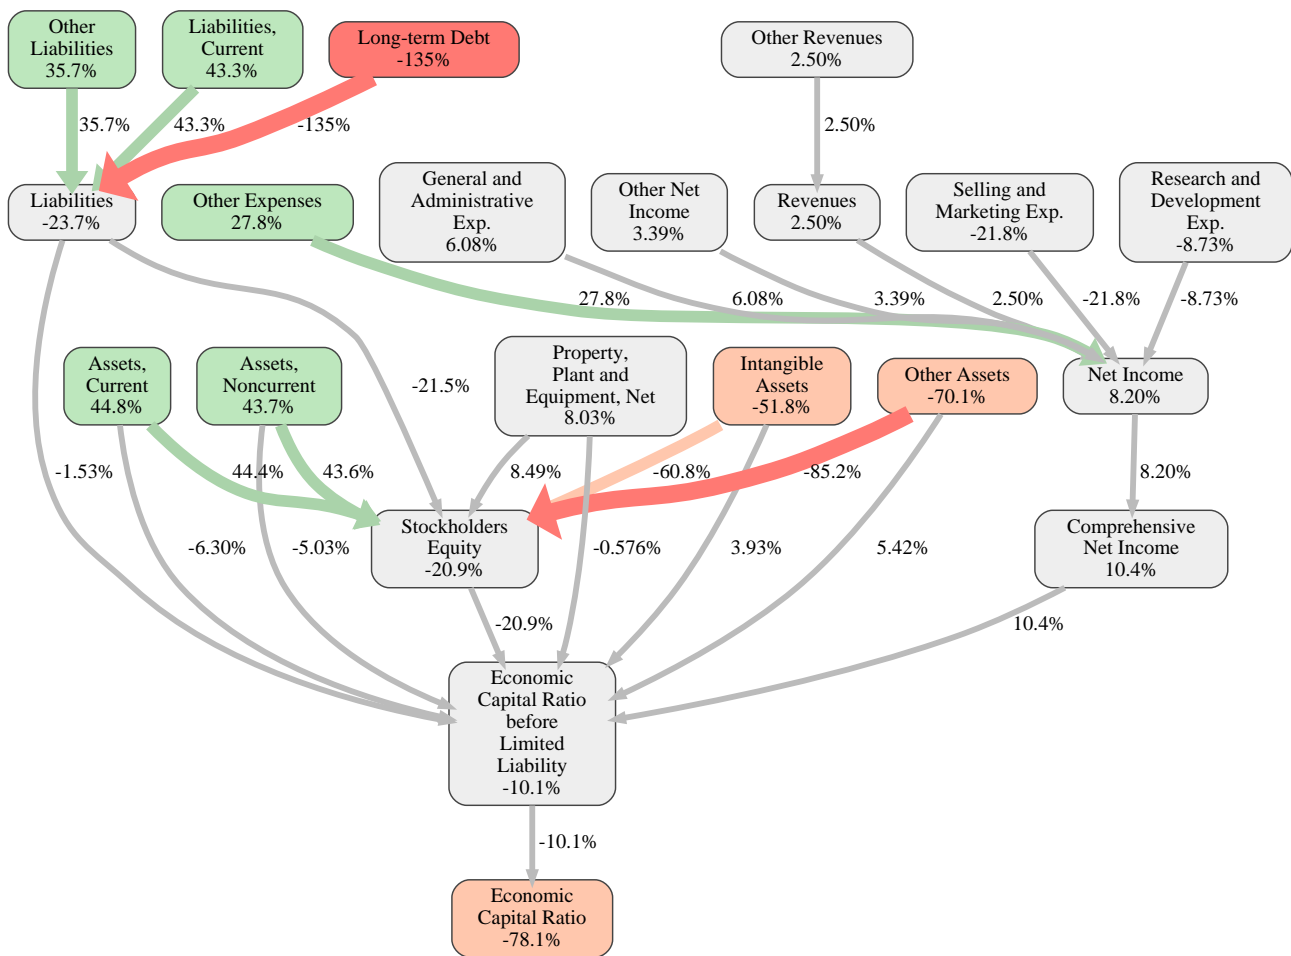 Other
Liabilities
35.7%
Liabilities,
Current
43.3%
Long-term Debt
-135%
Other Revenues
2.50%
35.7%
43.3%
-135%
2.50%
Liabilities
-23.7%
Other Expenses
27.8%
General and
Administrative
Exp.
6.08%
Other Net
Income
3.39%
Revenues
2.50%
Selling and
Marketing Exp.
-21.8%
Research and
Development
Exp.
-8.73%
27.8%
6.08%
3.39%
2.50%
-21.8%
-8.73%
Assets,
Current
44.8%
Assets,
Noncurrent
43.7%
-21.5%
Property,
Plant and
Equipment, Net
8.03%
Intangible
Assets
-51.8%
Other Assets
-70.1%
Net Income
8.20%
-1.53%
44.4%
43.6%
8.49%
-60.8%
-85.2%
8.20%
-6.30%
-5.03%
Stockholders
Equity
-20.9%
-0.576%
3.93%
5.42%
Comprehensive
Net Income
10.4%
-20.9%
10.4%
Economic
Capital Ratio
before
Limited
Liability
-10.1%
-10.1%
Economic
Capital Ratio
-78.1%